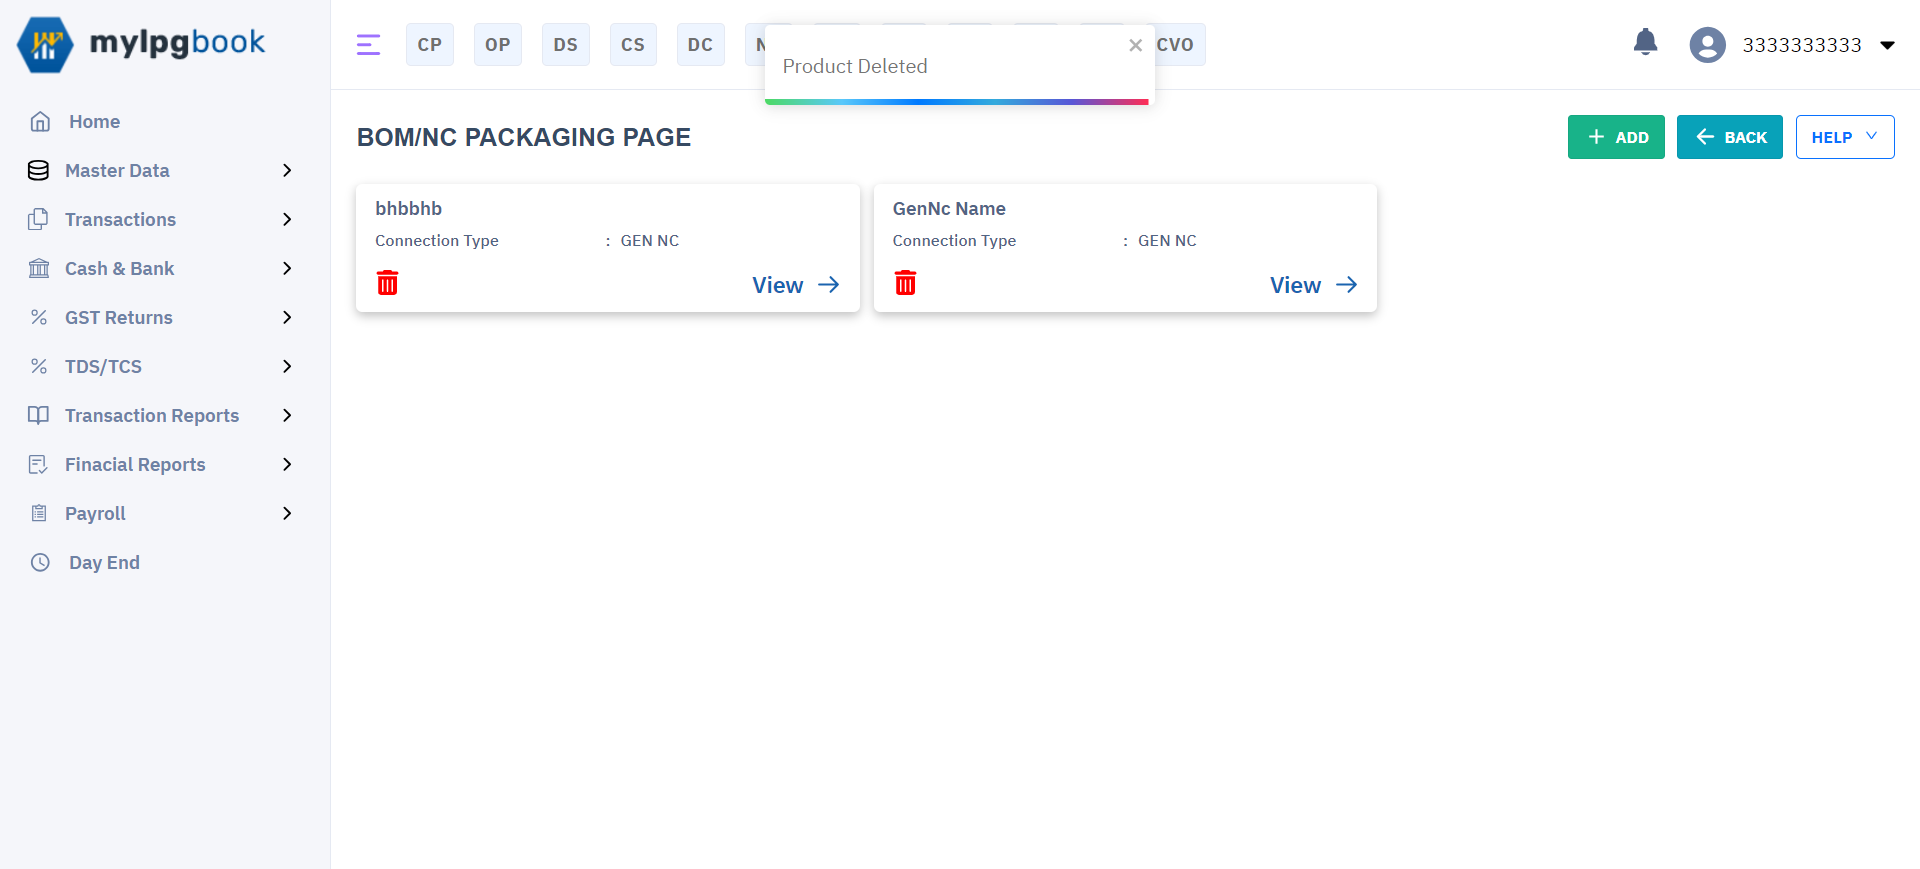 mylpgbook
CP
OP
DS
CS
DC
CVO
Product Deleted
×
3333333333
Home
Master Data
Transactions
Cash & Bank
GST Returns
TDS/TCS
Transaction Reports
Finacial Reports
Payroll
Day End
BOM/NC PACKAGING PAGE
+ ADD
BACK
HELP
bhbbhb
Connection Type : GEN NC
View
GenNc Name
Connection Type : GEN NC
View